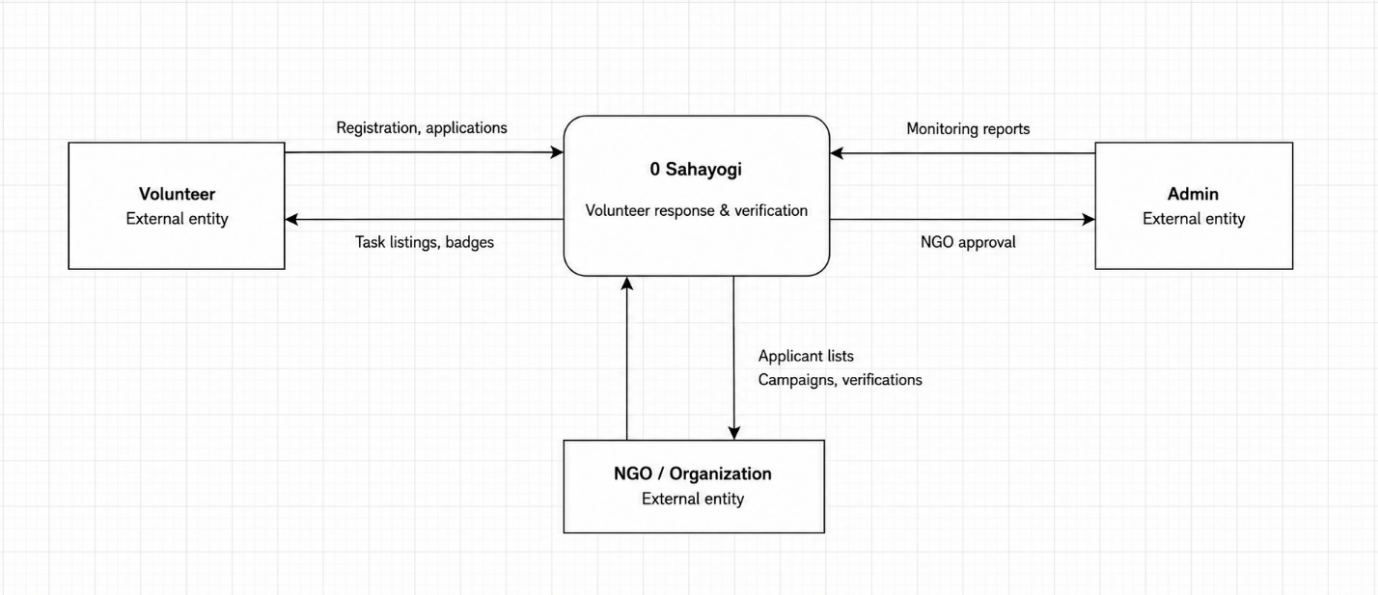 Registration, applications
Monitoring reports
0 Sahayogi
Volunteer
External entity
Volunteer response & verification
Admin
External entity
Task listings, badges
NGO approval
Applicant lists
Campaigns, verifications
NGO / Organization
External entity